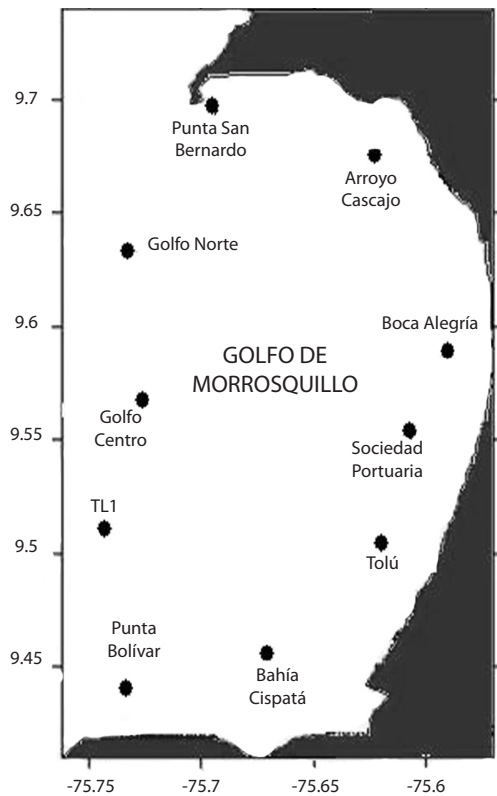 9.7
Punta San
Bernardo
Arroyo
Cascajo
9.65
Golfo Norte
9.6
Boca Alegría
GOLFO DE
MORROSQUILLO
Golfo
Centro
9.55
Sociedad
Portuaria
TL1
9.5
Tolú
Punta
Bolívar
9.45
Bahía
Cispatá
-75.75
-75.7
-75.65
-75.6